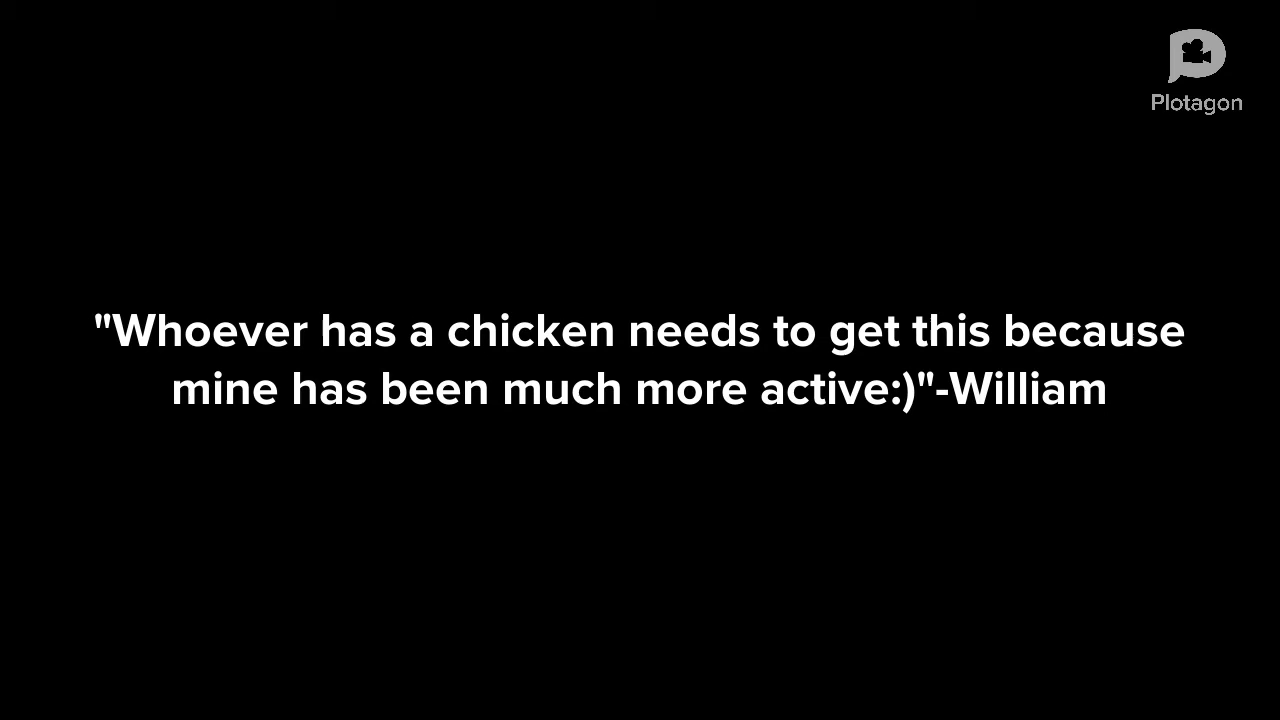 Plotagon
"Whoever has a chicken needs to get this because
mine has been much more active:)"-William